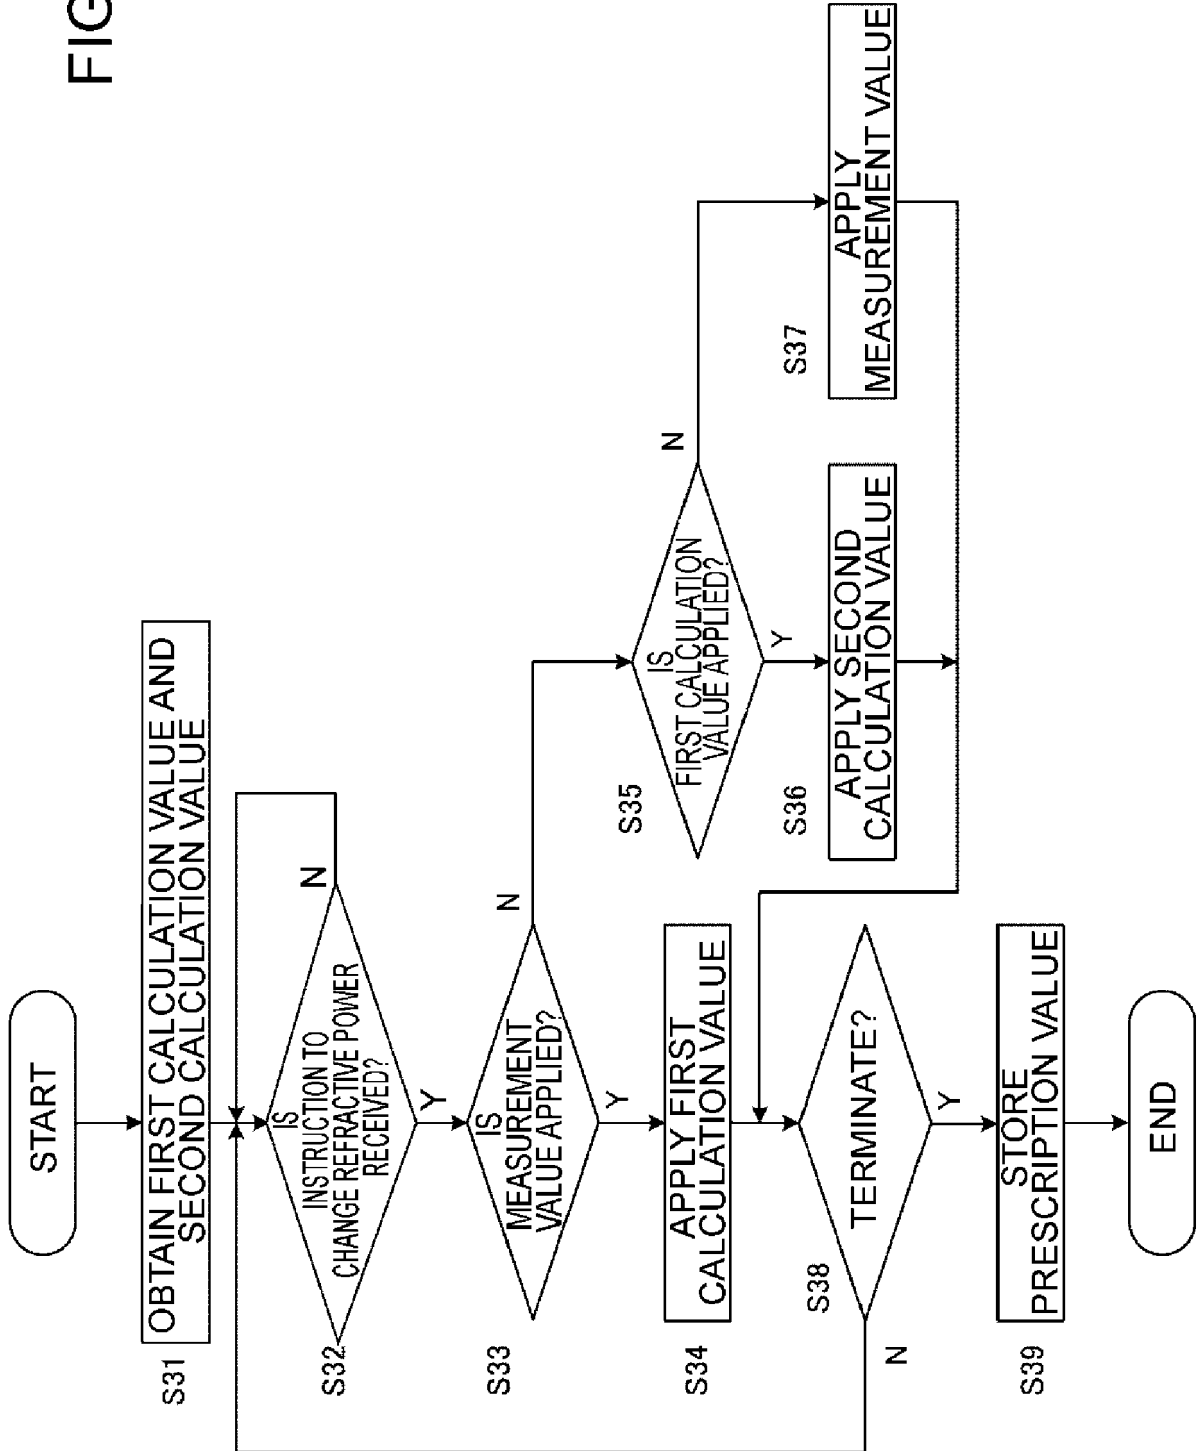 FIG
START
S31
OBTAIN FIRST CALCULATION VALUE AND
SECOND CALCULATION VALUE
S32
IS
INSTRUCTION TO
CHANGE REFRACTIVE POWER
RECEIVED?
N
Y
S33
IS
MEASUREMENT
VALUE APPLIED?
N
Y
S34
APPLY FIRST
CALCULATION VALUE
S35
IS
FIRST CALCULATION
VALUE APPLIED?
N
Y
S36
APPLY SECOND
CALCULATION VALUE
S37
APPLY
MEASUREMENT VALUE
S38
TERMINATE?
N
Y
S39
STORE
PRESCRIPTION VALUE
END